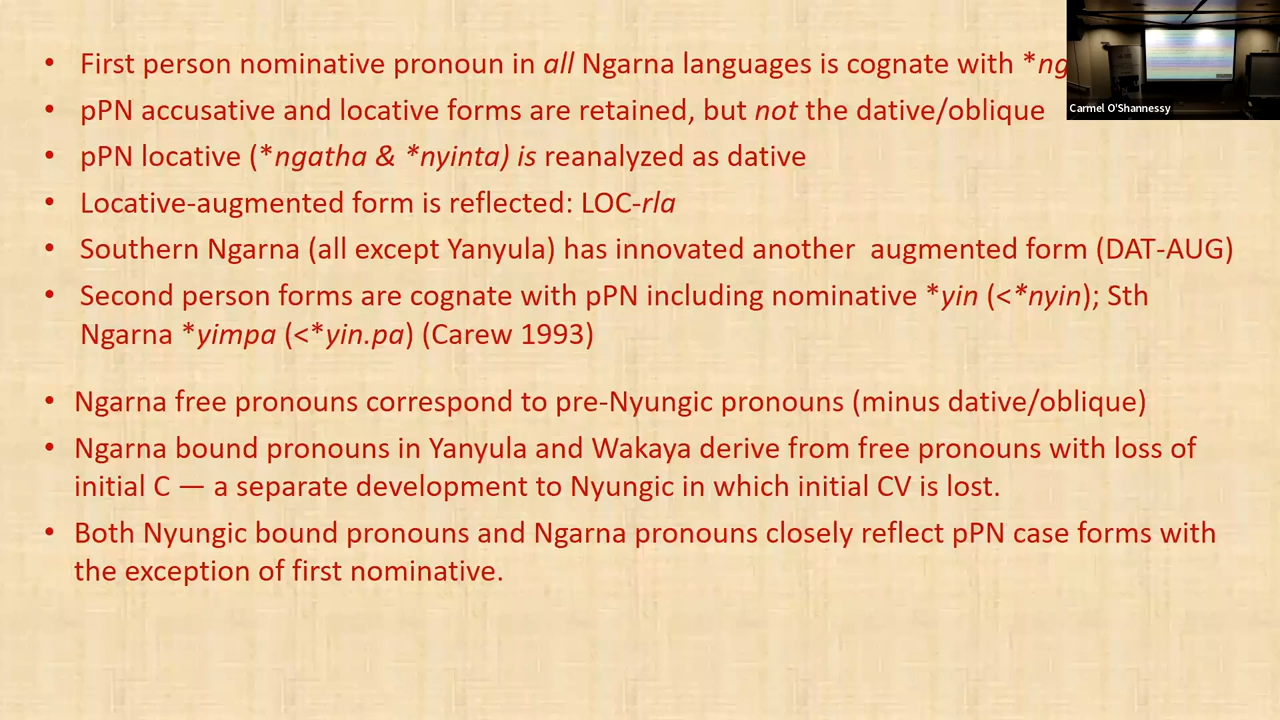 • First person nominative pronoun in all Ngarna languages is cognate with *ng
• pPN accusative and locative forms are retained, but not the dative/oblique
• pPN locative (*ngatha & *nyinta) is reanalyzed as dative
• Locative-augmented form is reflected: LOC-rla
• Southern Ngarna (all except Yanyula) has innovated another augmented form (DAT-AUG)
• Second person forms are cognate with pPN including nominative *yin (<*nyin); Sth
Ngarna *yimpa (<*yin.pa) (Carew 1993)
• Ngarna free pronouns correspond to pre-Nyungic pronouns (minus dative/oblique)
• Ngarna bound pronouns in Yanyula and Wakaya derive from free pronouns with loss of
initial C — a separate development to Nyungic in which initial CV is lost.
• Both Nyungic bound pronouns and Ngarna pronouns closely reflect pPN case forms with
the exception of first nominative.
Carmel O'Shannessy